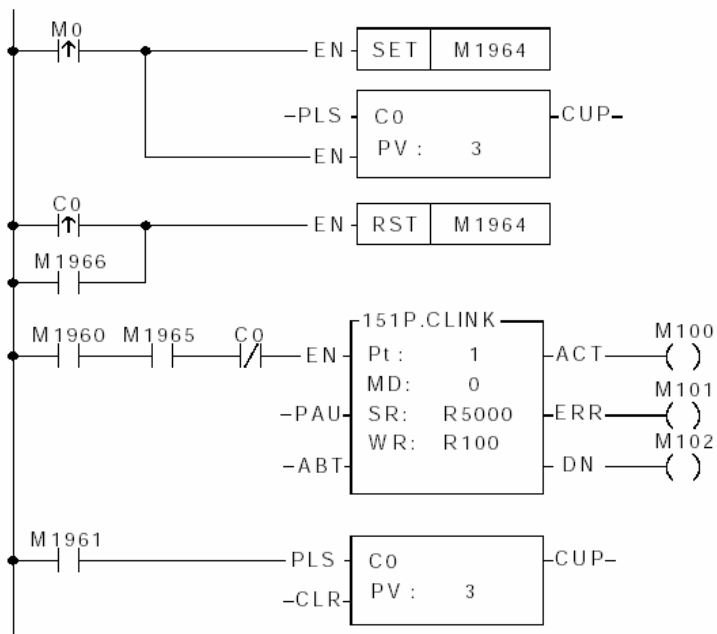 M0
EN SET M1964
PLS C0 CUP
EN PV : 3
C0
EN RST M1964
M1966
151P.CLINK
M1960 M1965 C0 M100
EN Pt : 1 ACT
MD: 0 M101
PAU SR: R5000 ERR
WR: R100 M102
ABT DN
M1961
PLS C0 CUP
CLR PV : 3